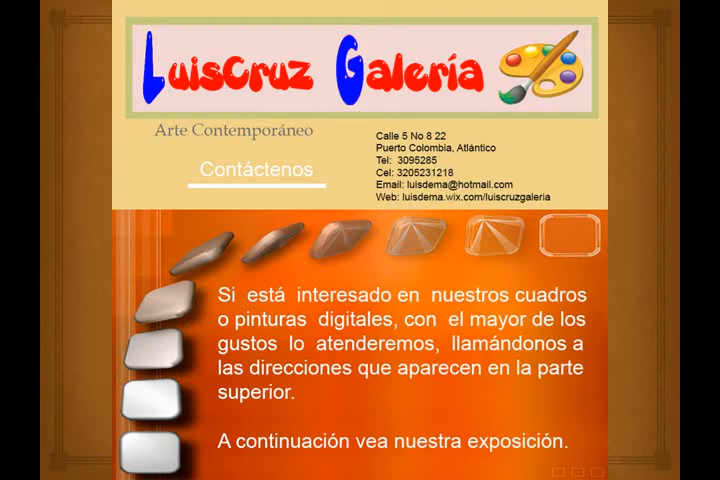 LuisCruz Galería
Arte Contemporáneo
Contáctenos
Calle 5 No 8 22
Puerto Colombia, Atlántico
Tel: 3095285
Cel: 3205231218
Email: luisdema@hotmail.com
Web: luisdema.wix.com/luiscruzgaleria
Si está interesado en nuestros cuadros
o pinturas digitales, con el mayor de los
gustos lo atenderemos, llamándonos a
las direcciones que aparecen en la parte
superior.
A continuación vea nuestra exposición.